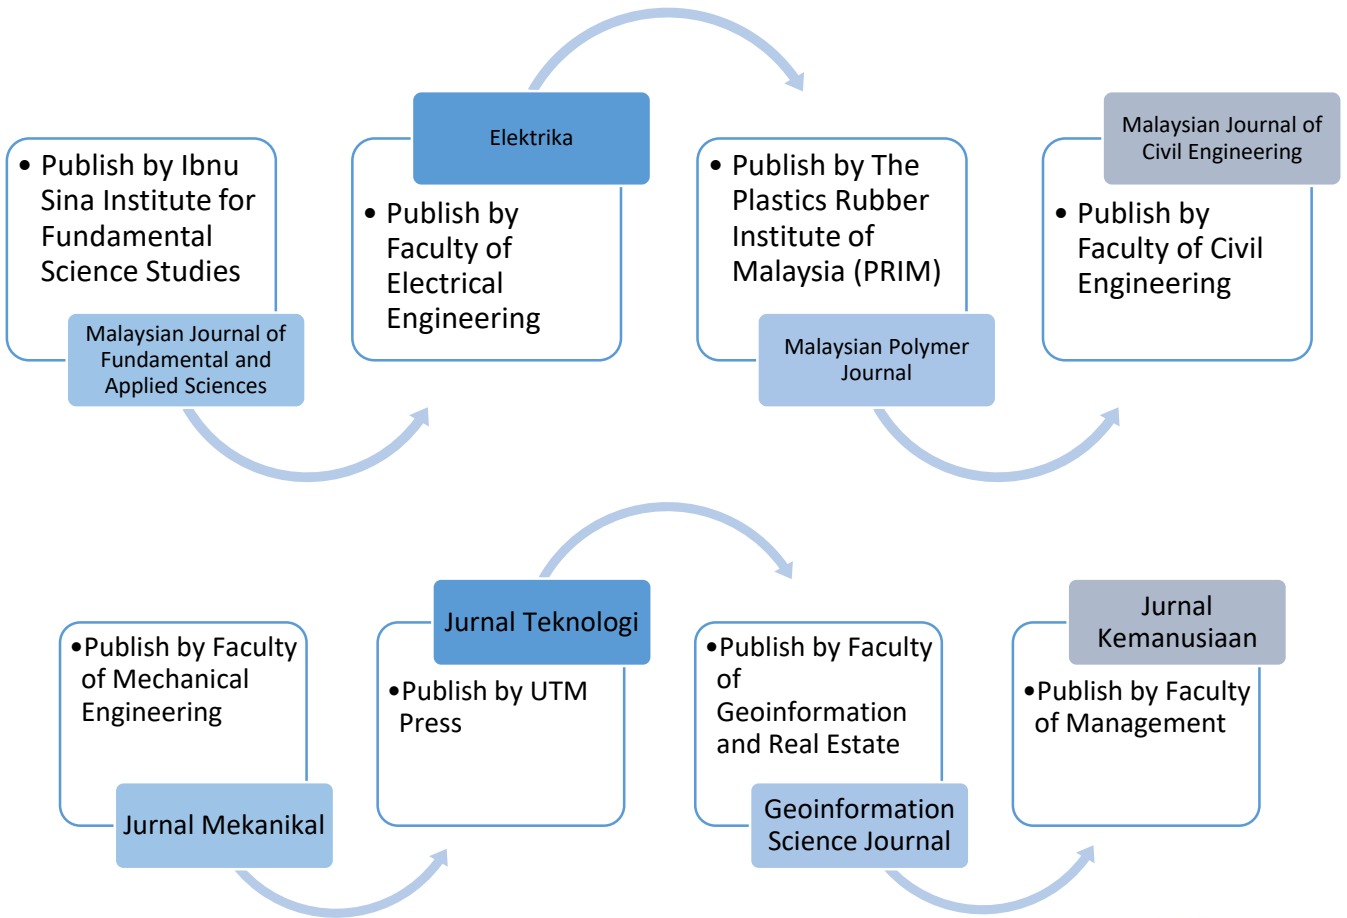 • Publish by Ibnu
Sina Institute for
Fundamental
Science Studies
Malaysian Journal of
Fundamental and
Applied Sciences
Elektrika
• Publish by
Faculty of
Electrical
Engineering
• Publish by The
Plastics Rubber
Institute of
Malaysia (PRIM)
Malaysian Polymer
Journal
Malaysian Journal of
Civil Engineering
• Publish by
Faculty of Civil
Engineering
•Publish by Faculty
of Mechanical
Engineering
Jurnal Mekanikal
Jurnal Teknologi
•Publish by UTM
Press
•Publish by Faculty
of
Geoinformation
and Real Estate
Geoinformation
Science Journal
Jurnal
Kemanusiaan
•Publish by Faculty
of Management